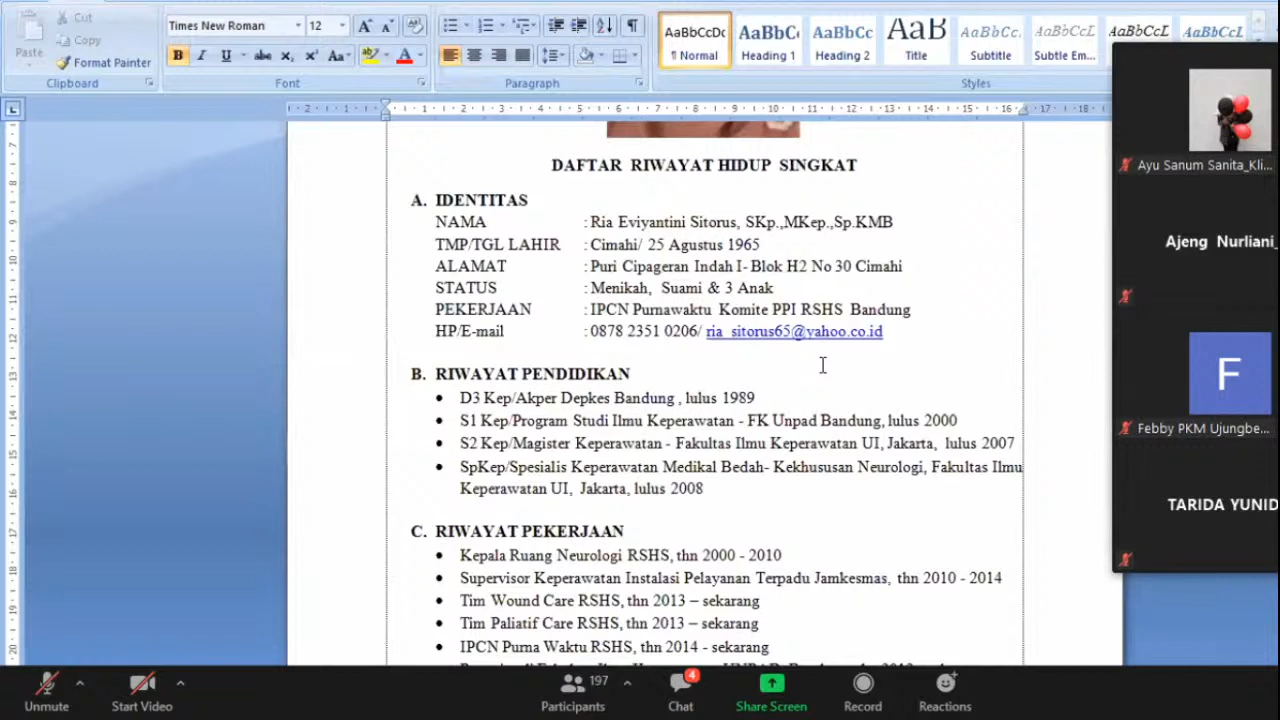 Cut
Copy
Paste
Format Painter
Clipboard
Times New Roman
12
Font
Paragraph
AaBbCcDc
¶ Normal
AaBbC
Heading 1
AaBbCc
Heading 2
AaB
Title
AaBbCc.
Subtitle
AaBbCcL
Subtle Em...
AaBbCcL
AaBbCcL
Styles
DAFTAR RIWAYAT HIDUP SINGKAT
A. IDENTITAS
NAMA : Ria Eviyantini Sitorus, SKp.,MKep.,Sp.KMB
TMP/TGL LAHIR : Cimahi/ 25 Agustus 1965
ALAMAT : Puri Cipageran Indah I- Blok H2 No 30 Cimahi
STATUS : Menikah, Suami & 3 Anak
PEKERJAAN : IPCN Purnawaktu Komite PPI RSHS Bandung
HP/E-mail : 0878 2351 0206/ ria_sitorus65@yahoo.co.id
B. RIWAYAT PENDIDIKAN
• D3 Kep/Akper Depkes Bandung , lulus 1989
• S1 Kep/Program Studi Ilmu Keperawatan - FK Unpad Bandung, lulus 2000
• S2 Kep/Magister Keperawatan - Fakultas Ilmu Keperawatan UI, Jakarta, lulus 2007
• SpKep/Spesialis Keperawatan Medikal Bedah- Kekhususan Neurologi, Fakultas Ilmu
Keperawatan UI, Jakarta, lulus 2008
C. RIWAYAT PEKERJAAN
• Kepala Ruang Neurologi RSHS, thn 2000 - 2010
• Supervisor Keperawatan Instalasi Pelayanan Terpadu Jamkesmas, thn 2010 - 2014
• Tim Wound Care RSHS, thn 2013 – sekarang
• Tim Paliatif Care RSHS, thn 2013 – sekarang
• IPCN Purna Waktu RSHS, thn 2014 - sekarang
Ayu Sanum Sanita_Kli...
Ajeng Nurliani_
F
Febby PKM Ujungbe...
TARIDA YUNID
Unmute
Start Video
197
Participants
4
Chat
Share Screen
Record
Reactions